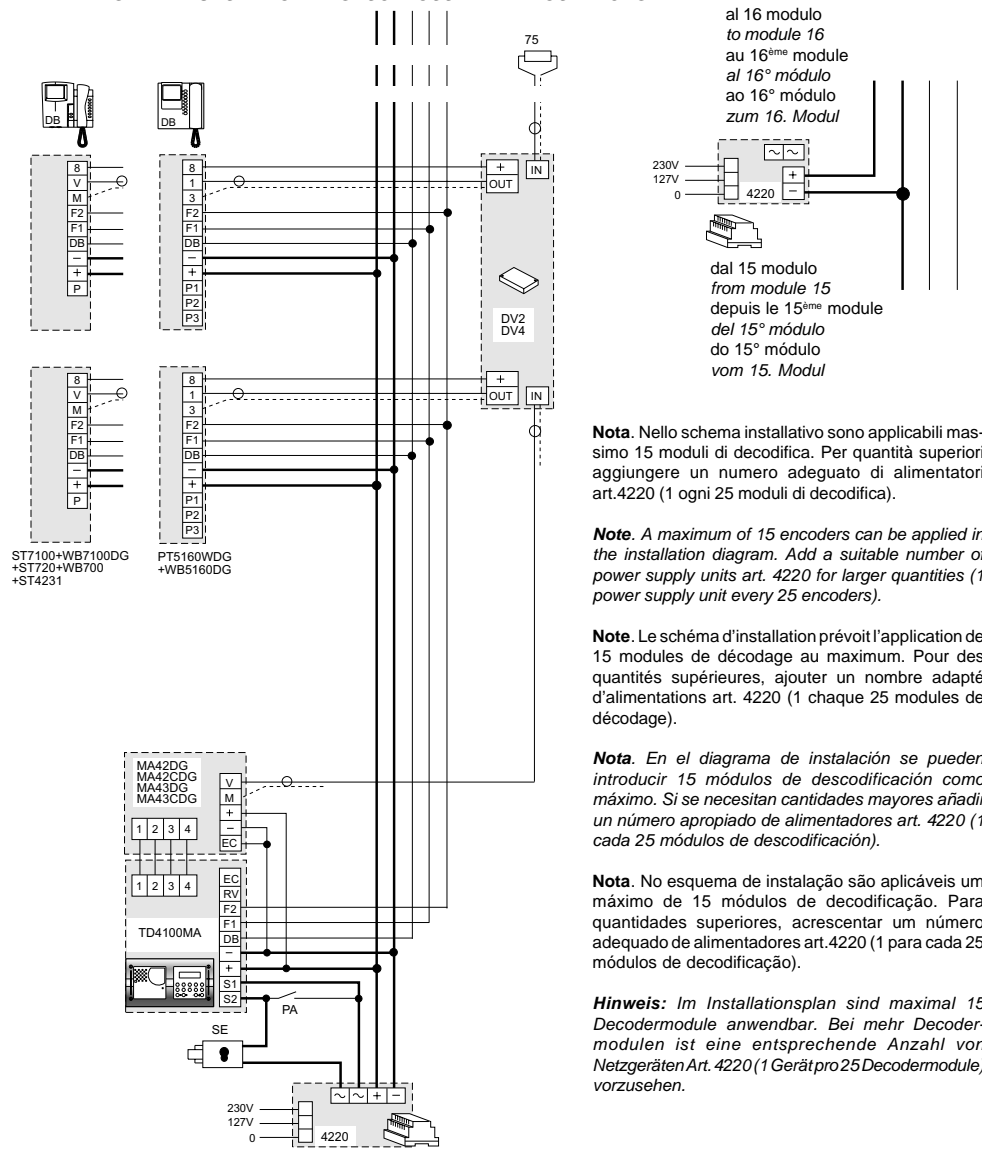 75
DB
DB
8
V
M
F2
F1
DB
–
+
P
8
1
3
F2
F1
DB
–
+
P1
P2
P3
+
OUT
IN
DV2
DV4
+
OUT
IN
8
V
M
F2
F1
DB
–
+
P
8
1
3
F2
F1
DB
–
+
P1
P2
P3
ST7100+WB7100DG
+ST720+WB700
+ST4231
PT5160WDG
+WB5160DG
MA42DG
MA42CDG
MA43DG
MA43CDG
V
M
+
–
EC
1 2 3 4
1 2 3 4
TD4100MA
EC
RV
F2
F1
DB
–
+
S1
S2
PA
SE
~ ~ + –
230V
127V
0
4220
al 16 modulo
to module 16
au 16ème module
al 16° módulo
ao 16° módulo
zum 16. Modul
~ ~
230V
127V
0
4220
+
–
dal 15 modulo
from module 15
depuis le 15ème module
del 15° módulo
do 15° módulo
vom 15. Modul
Nota. Nello schema installativo sono applicabili mas-
simo 15 moduli di decodifica. Per quantità superiori
aggiungere un numero adeguato di alimentatori
art.4220 (1 ogni 25 moduli di decodifica).
Note. A maximum of 15 encoders can be applied in
the installation diagram. Add a suitable number of
power supply units art. 4220 for larger quantities (1
power supply unit every 25 encoders).
Note. Le schéma d'installation prévoit l'application de
15 modules de décodage au maximum. Pour des
quantités supérieures, ajouter un nombre adapté
d'alimentations art. 4220 (1 chaque 25 modules de
décodage).
Nota. En el diagrama de instalación se pueden
introducir 15 módulos de descodificación como
máximo. Si se necesitan cantidades mayores añadir
un número apropiado de alimentadores art. 4220 (1
cada 25 módulos de descodificación).
Nota. No esquema de instalação são aplicáveis um
máximo de 15 módulos de decodificação. Para
quantidades superiores, acrescentar um número
adequado de alimentadores art.4220 (1 para cada 25
módulos de decodificação).
Hinweis: Im Installationsplan sind maximal 15
Decodermodule anwendbar. Bei mehr Decoder-
modulen ist eine entsprechende Anzahl von
Netzgeräten Art. 4220 (1 Gerät pro 25 Decodermodule)
vorzusehen.